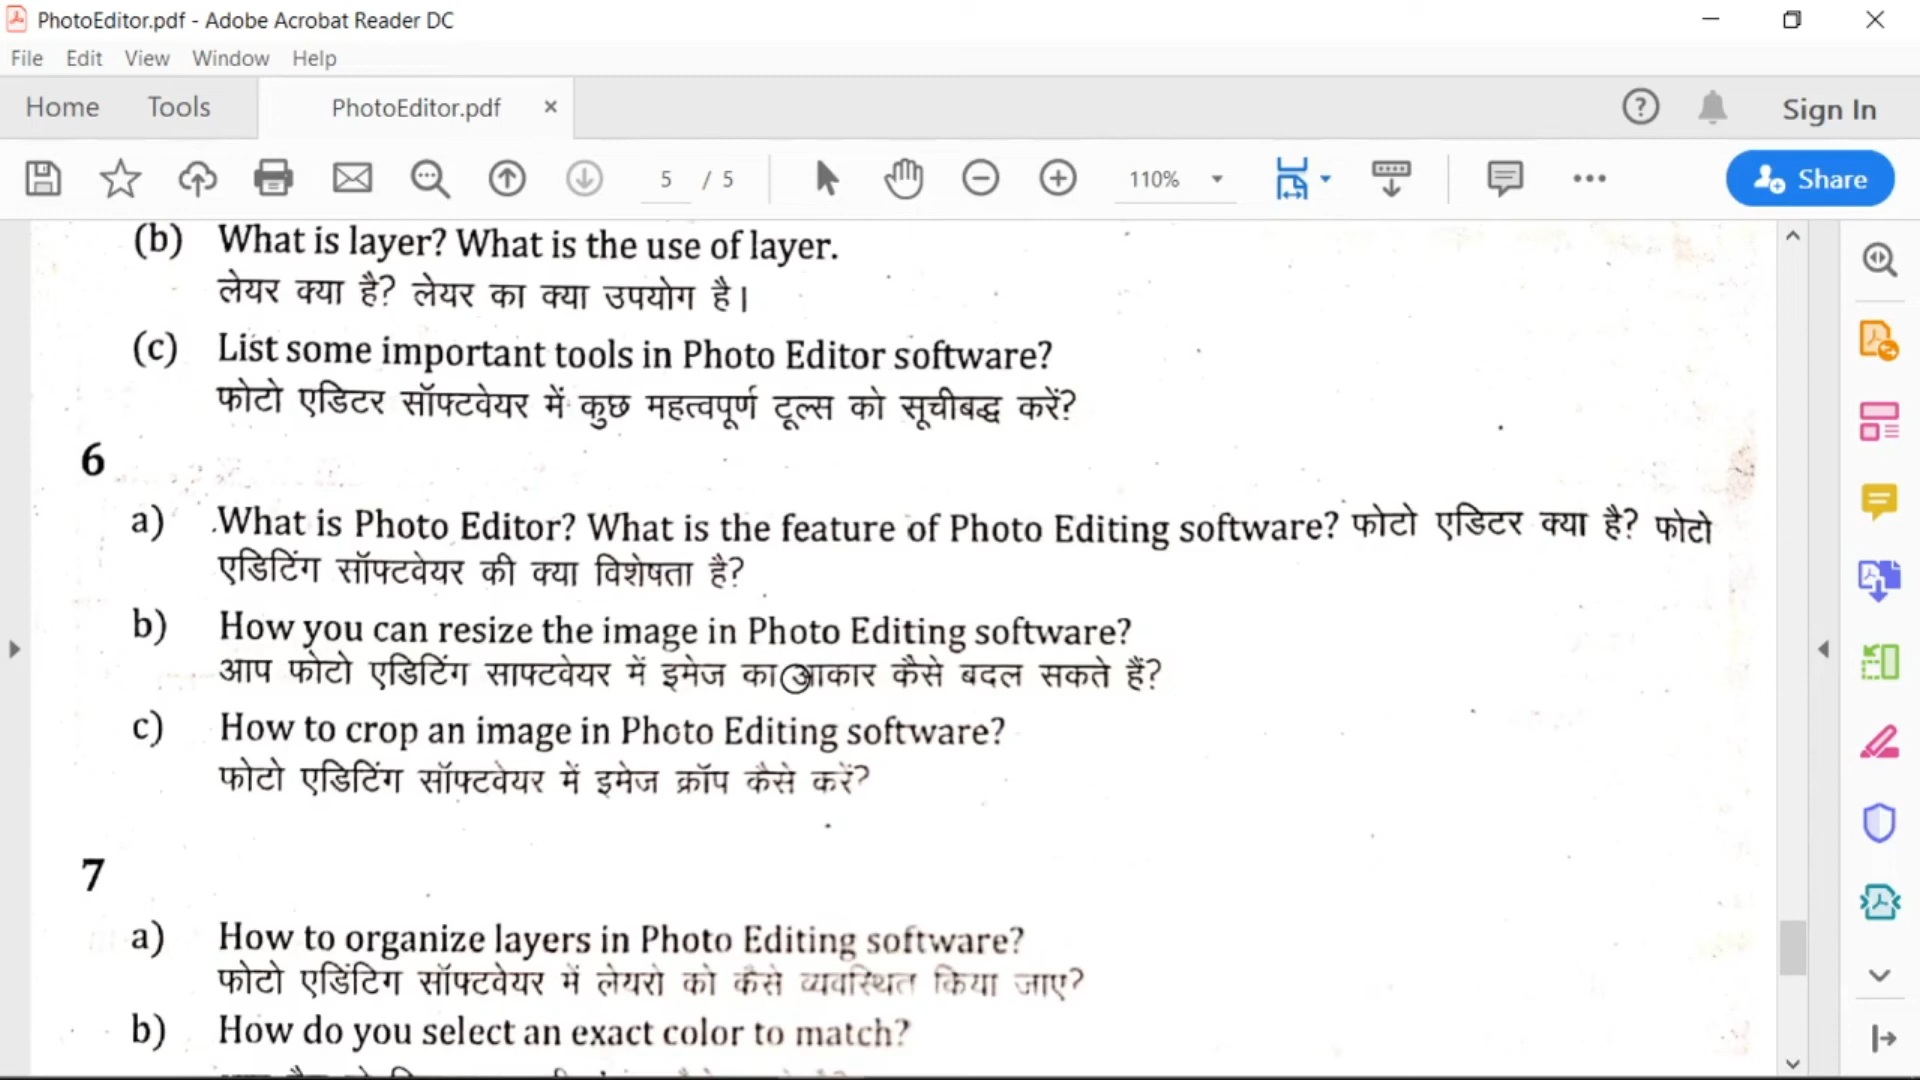 PhotoEditor.pdf - Adobe Acrobat Reader DC
File Edit View Window Help
Home Tools PhotoEditor.pdf × Sign In
5 / 5 110% Share
(b) What is layer? What is the use of layer.
लेयर क्या है? लेयर का क्या उपयोग है।
(c) List some important tools in Photo Editor software?
फोटो एडिटर सॉफ्टवेयर में कुछ महत्वपूर्ण टूल्स को सूचीबद्ध करें?
6
a) What is Photo Editor? What is the feature of Photo Editing software? फोटो एडिटर क्या है? फोटो
एडिटिंग सॉफ्टवेयर की क्या विशेषता है?
b) How you can resize the image in Photo Editing software?
आप फोटो एडिटिंग साफ्टवेयर में इमेज का आकार कैसे बदल सकते हैं?
c) How to crop an image in Photo Editing software?
फोटो एडिटिंग सॉफ्टवेयर में इमेज क्रॉप कैसे करें?
7
a) How to organize layers in Photo Editing software?
फोटो एडिंटिग सॉफ्टवेयर में लेयरो को कैसे व्यवस्थित किया जाए?
b) How do you select an exact color to match?